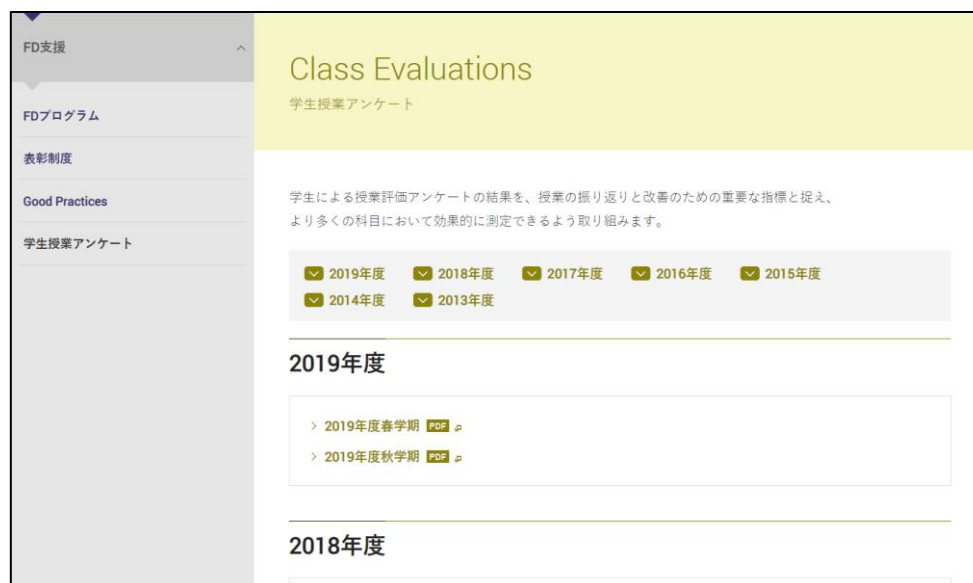 FD支援
FDプログラム
表彰制度
Good Practices
学生授業アンケート
Class Evaluations
学生授業アンケート
学生による授業評価アンケートの結果を、授業の振り返りと改善のための重要な指標と捉え、
より多くの科目において効果的に測定できるよう取り組みます。
2019年度 2018年度 2017年度 2016年度 2015年度
2014年度 2013年度
2019年度
2019年度春学期 PDF
2019年度秋学期 PDF
2018年度